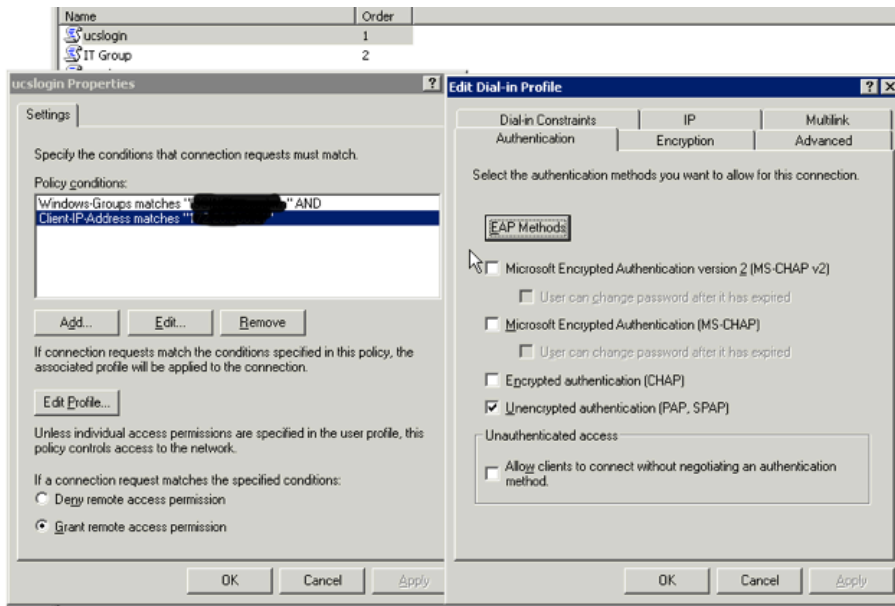 Name Order
ucslogin 1
IT Group 2
ucslogin Properties ?
Settings
Specify the conditions that connection requests must match.
Policy conditions:
Windows-Groups matches " " AND
Client-IP-Address matches "1 "
Add... Edit... Remove
If connection requests match the conditions specified in this policy, the
associated profile will be applied to the connection.
Edit Profile...
Unless individual access permissions are specified in the user profile, this
policy controls access to the network.
If a connection request matches the specified conditions:
Deny remote access permission
Grant remote access permission
OK Cancel Apply
Edit Dial-in Profile ? X
Dial-in Constraints IP Multilink
Authentication Encryption Advanced
Select the authentication methods you want to allow for this connection.
EAP Methods
Microsoft Encrypted Authentication version 2 (MS-CHAP v2)
User can change password after it has expired
Microsoft Encrypted Authentication (MS-CHAP)
User can change password after it has expired
Encrypted authentication (CHAP)
Unencrypted authentication (PAP, SPAP)
Unauthenticated access
Allow clients to connect without negotiating an authentication
method.
OK Cancel Apply